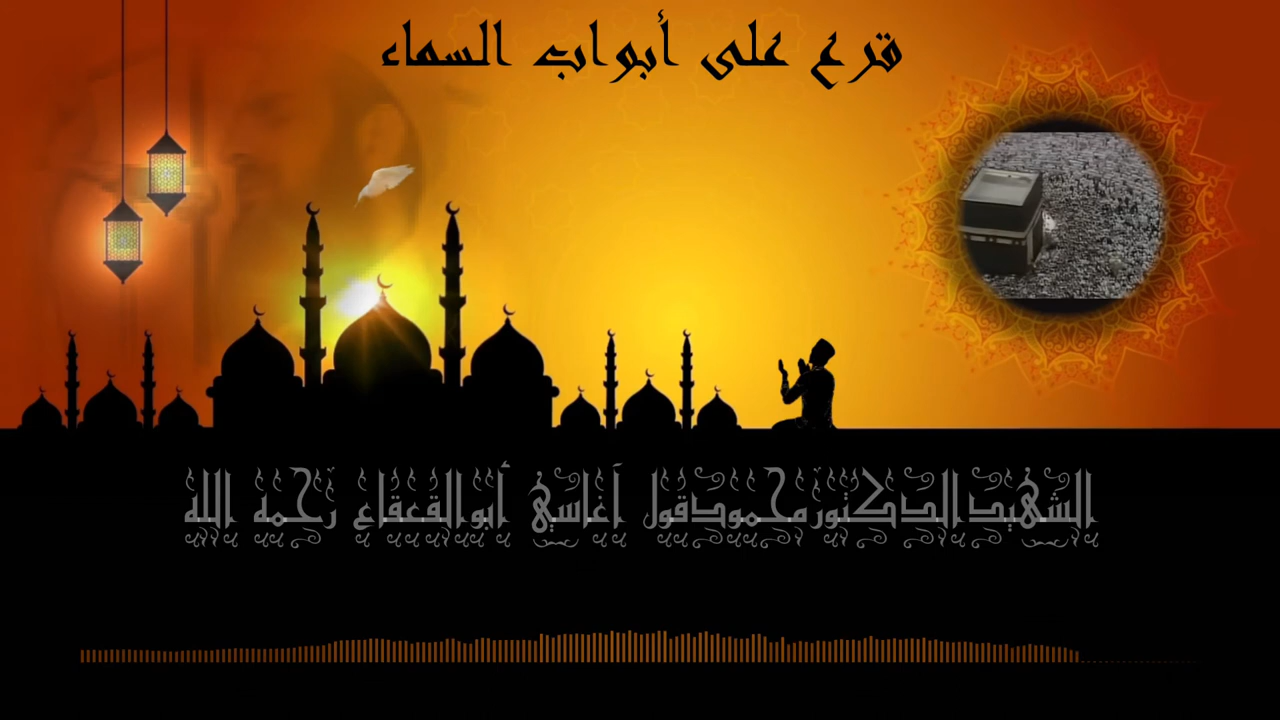 قرع على أبواب السماء
الشهيد الدكتور محمود قول آغاسي أبو القعقاع رحمه الله